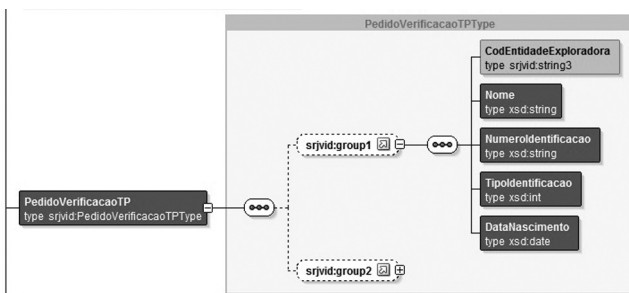 PedidoVerificacaoTPType
CodEntidadeExploradora
type srjvid:string3
Nome
type xsd:string
srjvid:group1
NumeroIdentificacao
type xsd:string
TipoIdentificacao
type xsd:int
PedidoVerificacaoTP
type srjvid:PedidoVerificacaoTPType
DataNascimento
type xsd:date
srjvid:group2